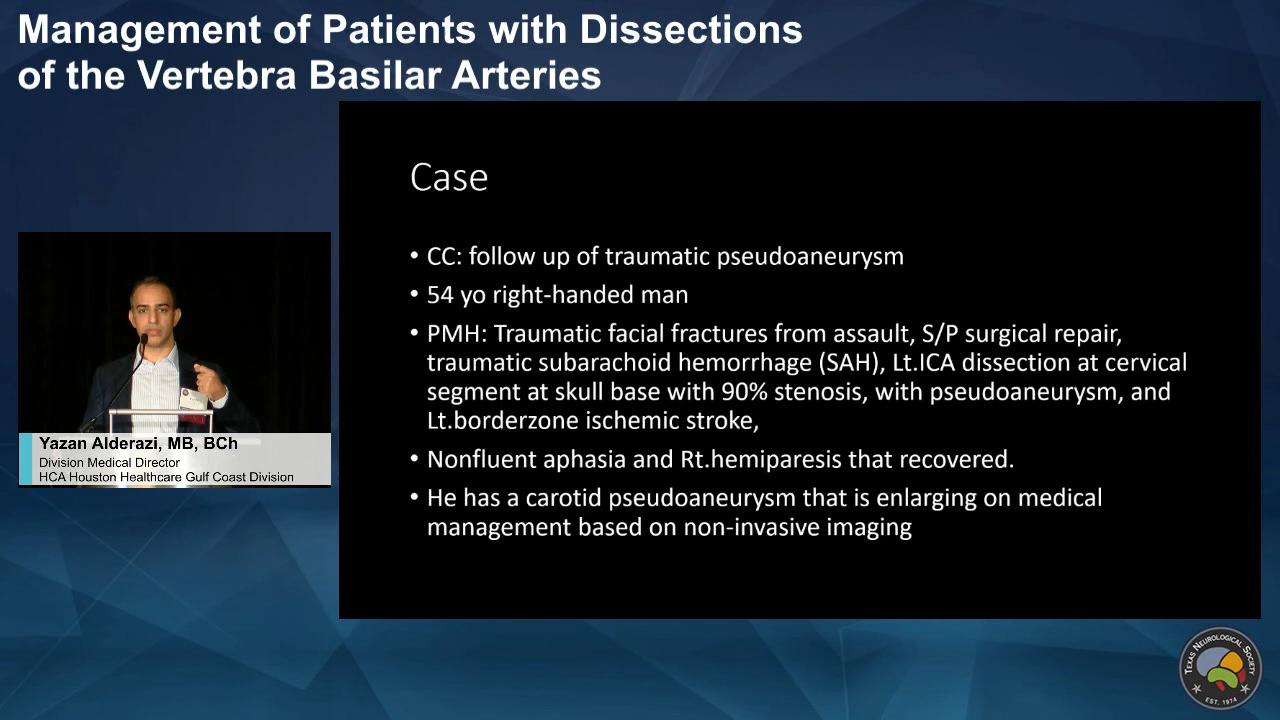 Management of Patients with Dissections
of the Vertebra Basilar Arteries
Case
• CC: follow up of traumatic pseudoaneurysm
• 54 yo right-handed man
• PMH: Traumatic facial fractures from assault, S/P surgical repair,
traumatic subarachoid hemorrhage (SAH), Lt.ICA dissection at cervical
segment at skull base with 90% stenosis, with pseudoaneurysm, and
Lt.borderzone ischemic stroke,
• Nonfluent aphasia and Rt.hemiparesis that recovered.
• He has a carotid pseudoaneurysm that is enlarging on medical
management based on non-invasive imaging
Yazan Alderazi, MB, BCh
Division Medical Director
HCA Houston Healthcare Gulf Coast Division
TEXAS NEUROLOGICAL SOCIETY
EST. 1974